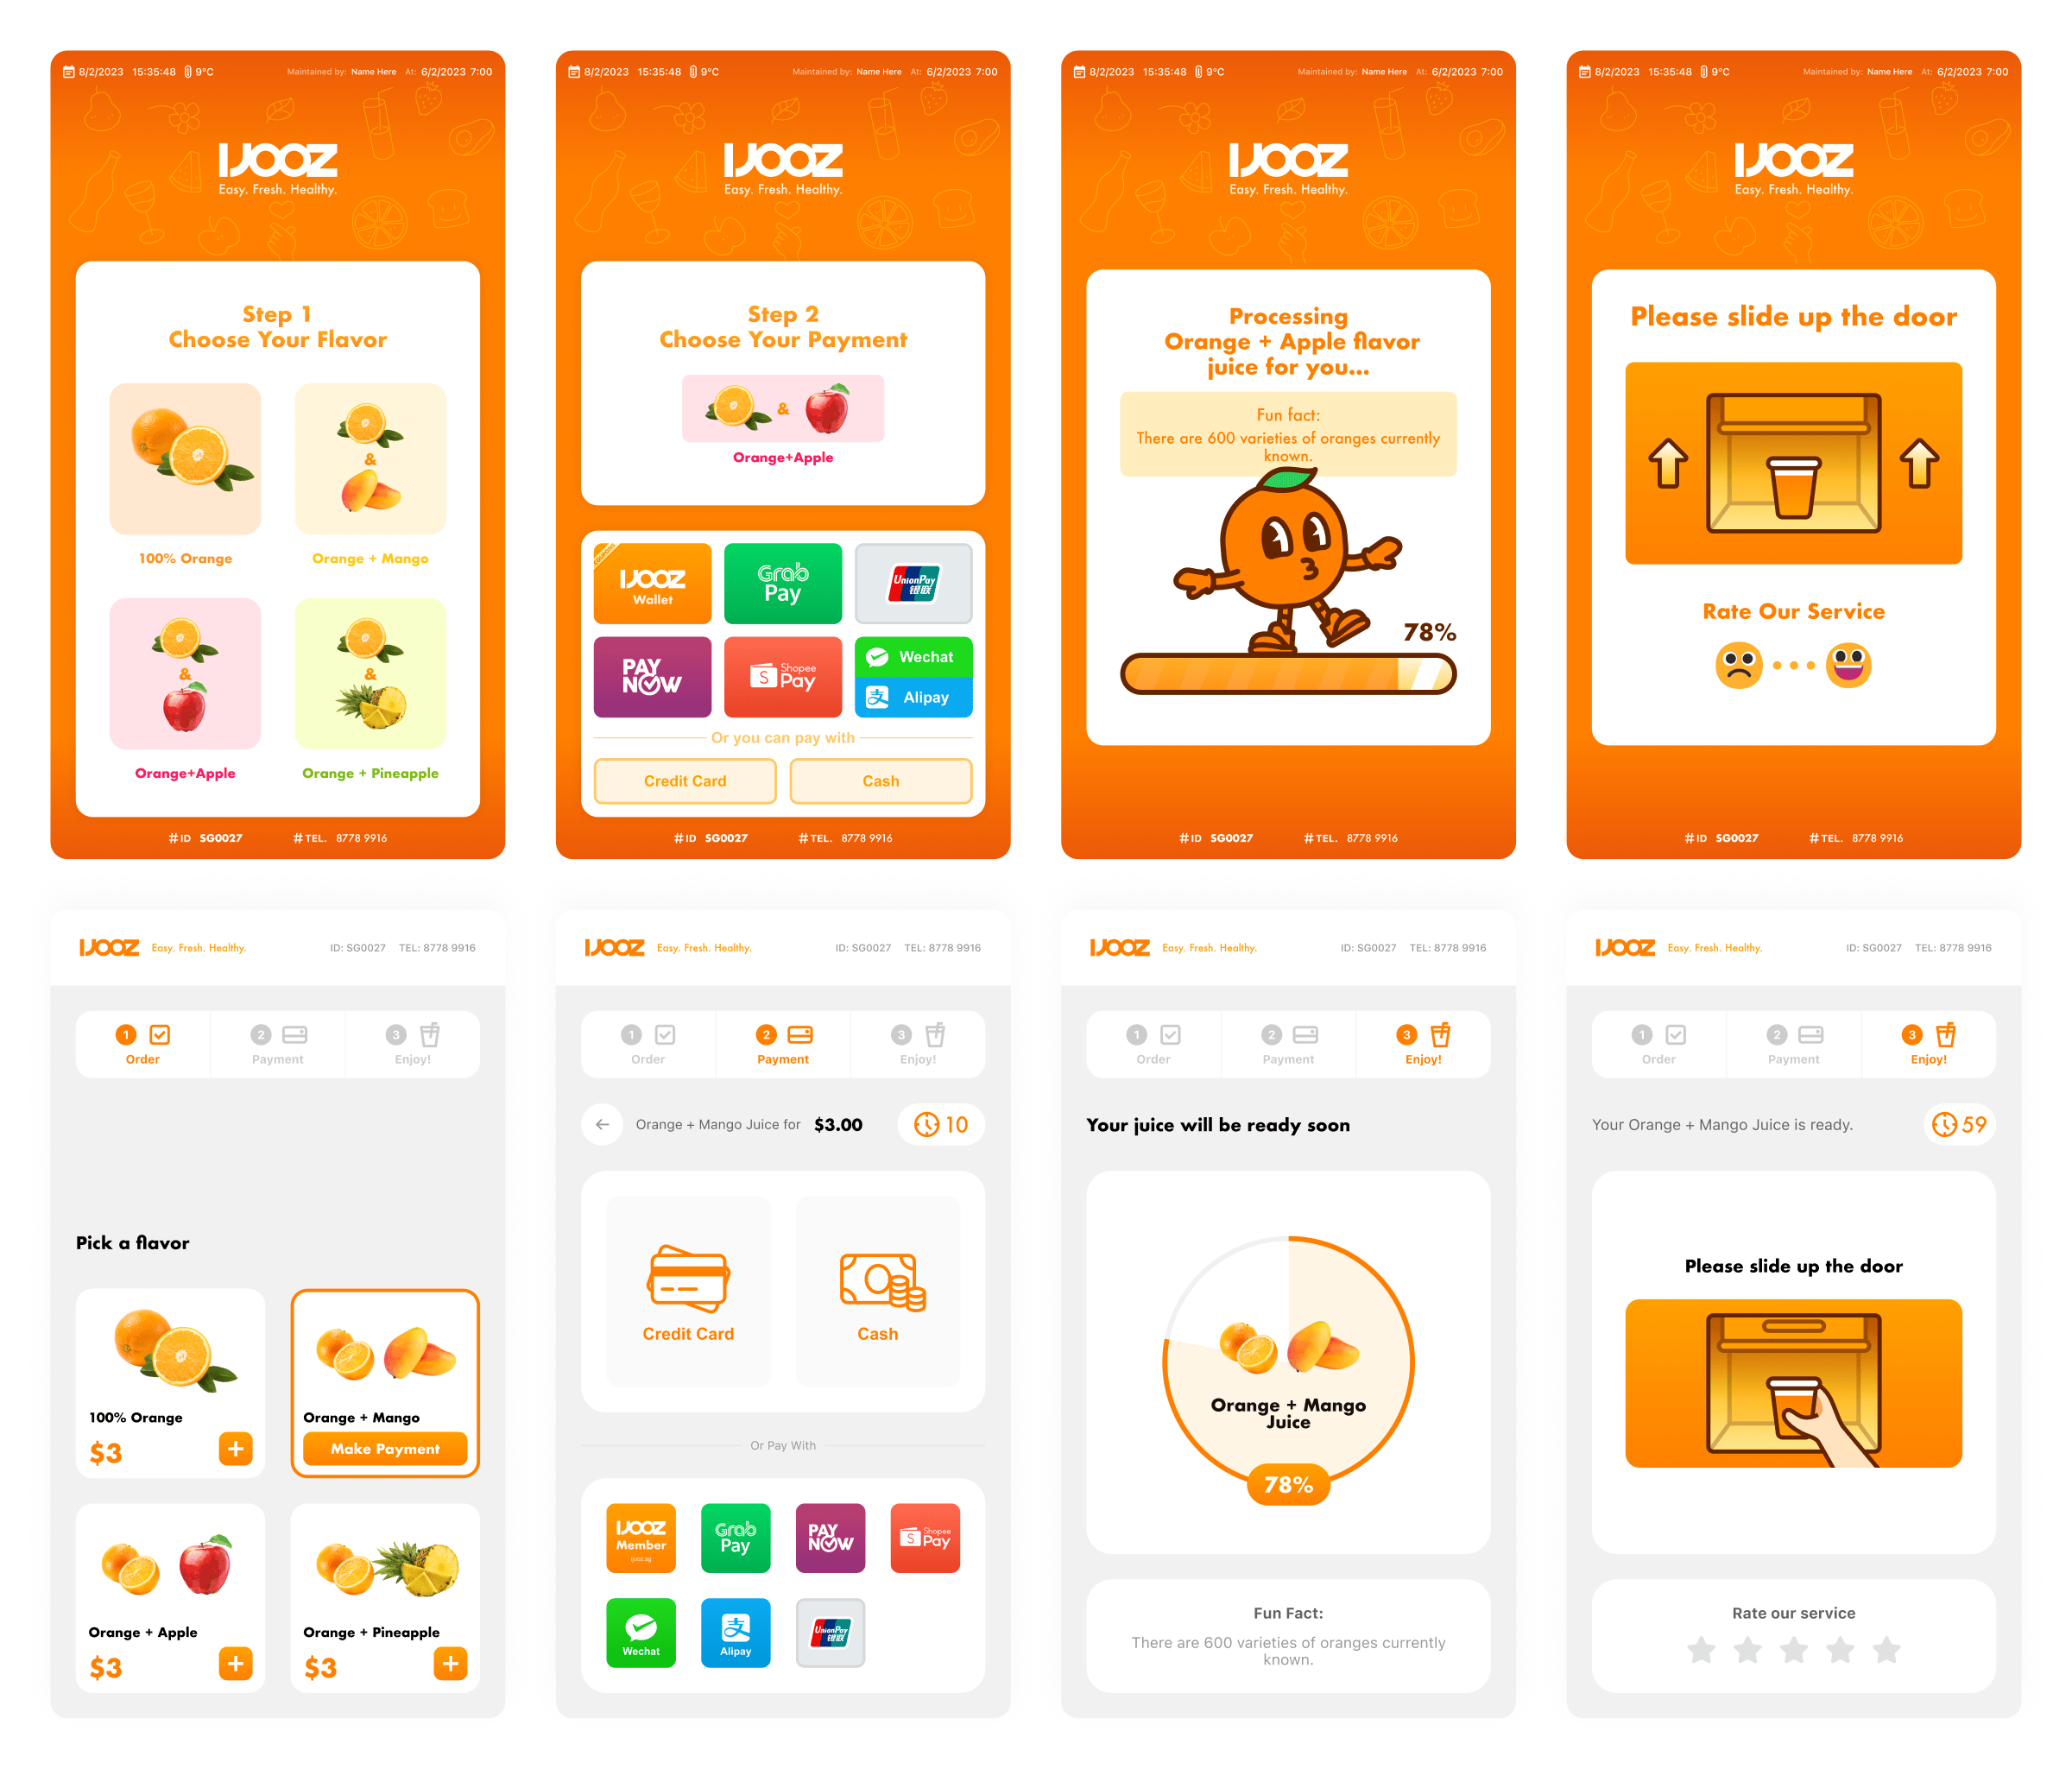 8/2/2023 15:35:48 9°C Maintained by: Name Here At: 6/2/2023 7:00
IJOOZ
Easy. Fresh. Healthy.
Step 1
Choose Your Flavor
&
100% Orange
Orange + Mango
&
&
Orange+Apple
Orange + Pineapple
#ID SG0027 #TEL. 8778 9916
8/2/2023 15:35:48 9°C Maintained by: Name Here At: 6/2/2023 7:00
IJOOZ
Easy. Fresh. Healthy.
Step 2
Choose Your Payment
&
Orange+Apple
COUPONS
IJOOZ
Wallet
Grab
Pay
UnionPay
银联
PAY
NOW
S
Shopee
Pay
Wechat
支
Alipay
Or you can pay with
Credit Card
Cash
#ID SG0027 #TEL. 8778 9916
8/2/2023 15:35:48 9°C Maintained by: Name Here At: 6/2/2023 7:00
IJOOZ
Easy. Fresh. Healthy.
Processing
Orange + Apple flavor
juice for you...
Fun fact:
There are 600 varieties of oranges currently
known.
78%
#ID SG0027 #TEL. 8778 9916
8/2/2023 15:35:48 9°C Maintained by: Name Here At: 6/2/2023 7:00
IJOOZ
Easy. Fresh. Healthy.
Please slide up the door
Rate Our Service
#ID SG0027 #TEL. 8778 9916
IJOOZ Easy. Fresh. Healthy. ID: SG0027 TEL: 8778 9916
1 2 3
Order Payment Enjoy!
Pick a flavor
100% Orange
$3 +
Orange + Mango
Make Payment
Orange + Apple
$3 +
Orange + Pineapple
$3 +
IJOOZ Easy. Fresh. Healthy. ID: SG0027 TEL: 8778 9916
1 2 3
Order Payment Enjoy!
Orange + Mango Juice for $3.00 10
Credit Card
Cash
Or Pay With
IJOOZ
Member
ijooz.sg
Grab
Pay
PAY
NOW
S
Shopee
Pay
Wechat
支
Alipay
UnionPay
银联
IJOOZ Easy. Fresh. Healthy. ID: SG0027 TEL: 8778 9916
1 2 3
Order Payment Enjoy!
Your juice will be ready soon
Orange + Mango
Juice
78%
Fun Fact:
There are 600 varieties of oranges currently
known.
IJOOZ Easy. Fresh. Healthy. ID: SG0027 TEL: 8778 9916
1 2 3
Order Payment Enjoy!
Your Orange + Mango Juice is ready. 59
Please slide up the door
Rate our service